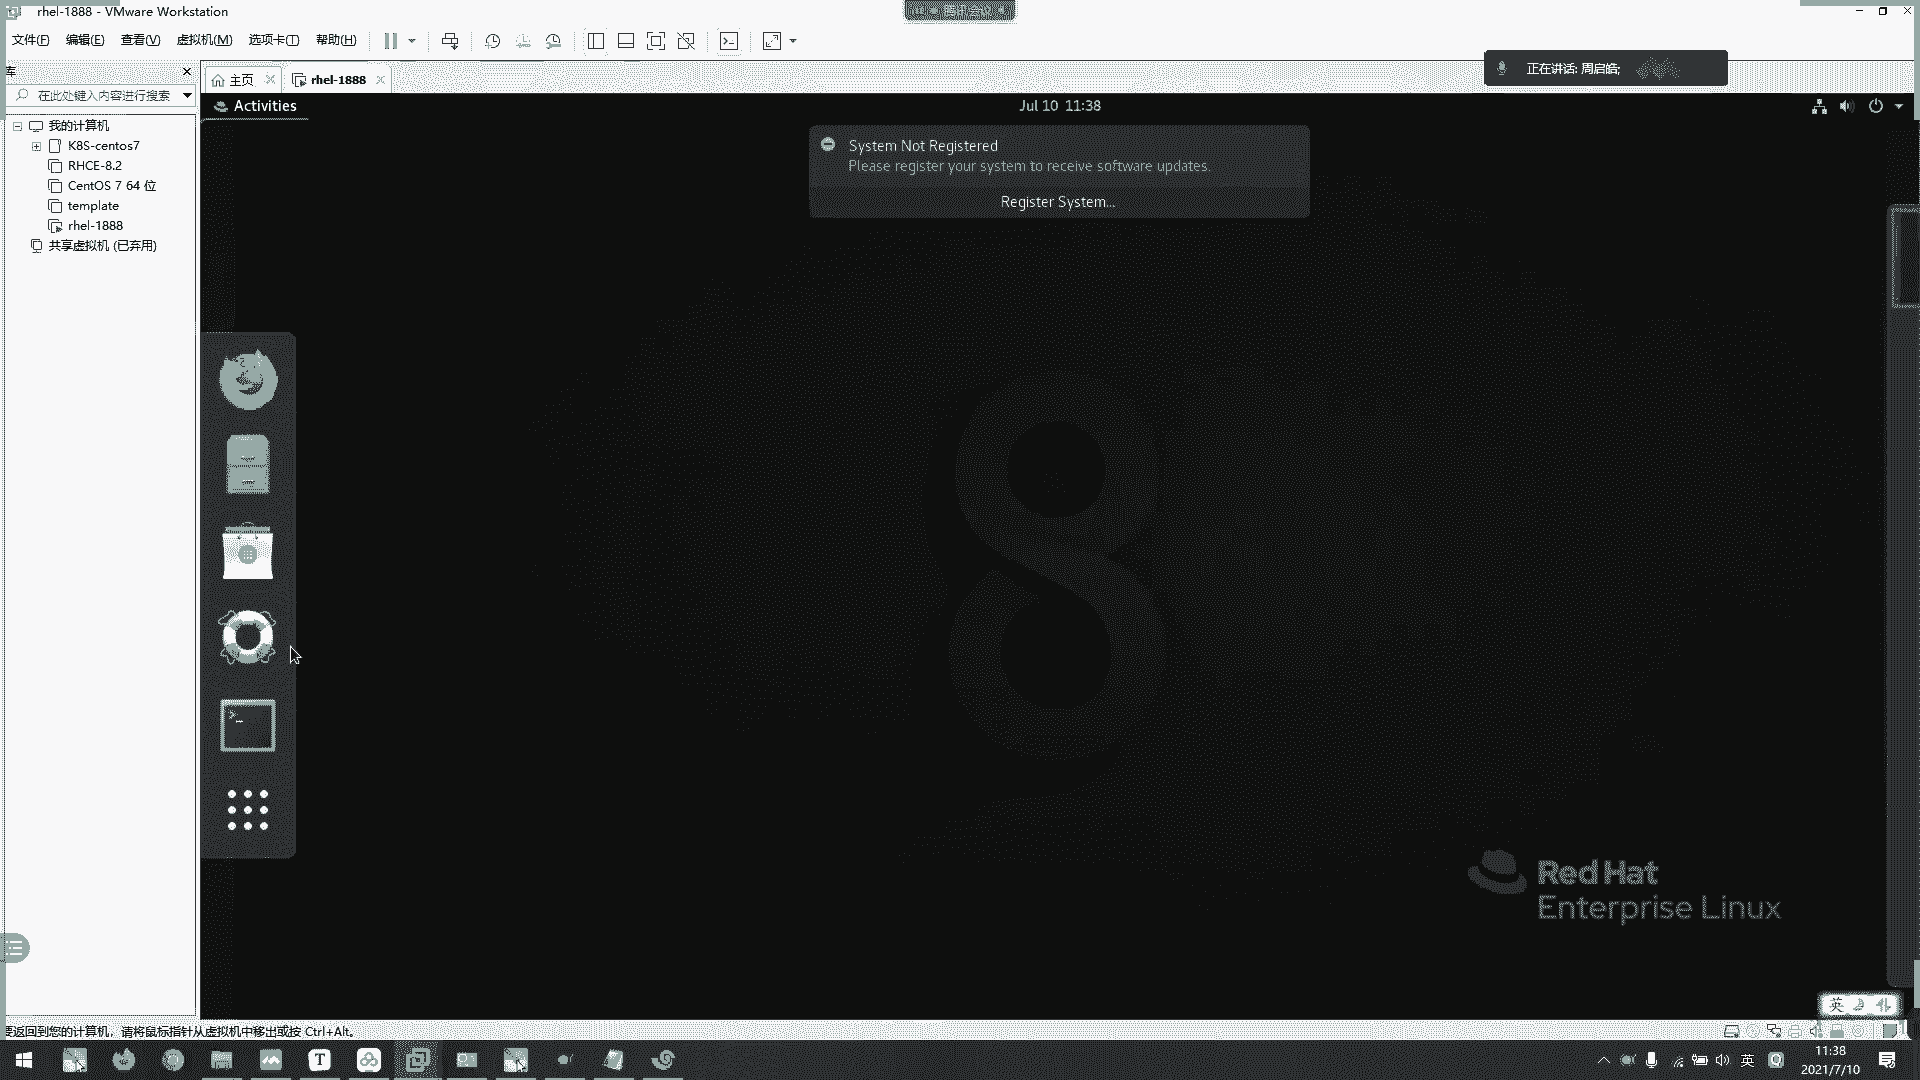 rhel-1888 - VMware Workstation
腾讯会议
文件(F) 编辑(E) 查看(V) 虚拟机(M) 选项卡(T) 帮助(H)
库
主页
rhel-1888
正在讲话: 周启皓;
在此处键入内容进行搜索
Activities
Jul 10 11:38
我的计算机
K8S-centos7
RHCE-8.2
CentOS 7 64 位
template
rhel-1888
共享虚拟机 (已弃用)
System Not Registered
Please register your system to receive software updates.
Register System...
Red Hat
Enterprise Linux
英
要返回到您的计算机，请将鼠标指针从虚拟机中移出或按 Ctrl+Alt。
英
11:38
2021/7/10